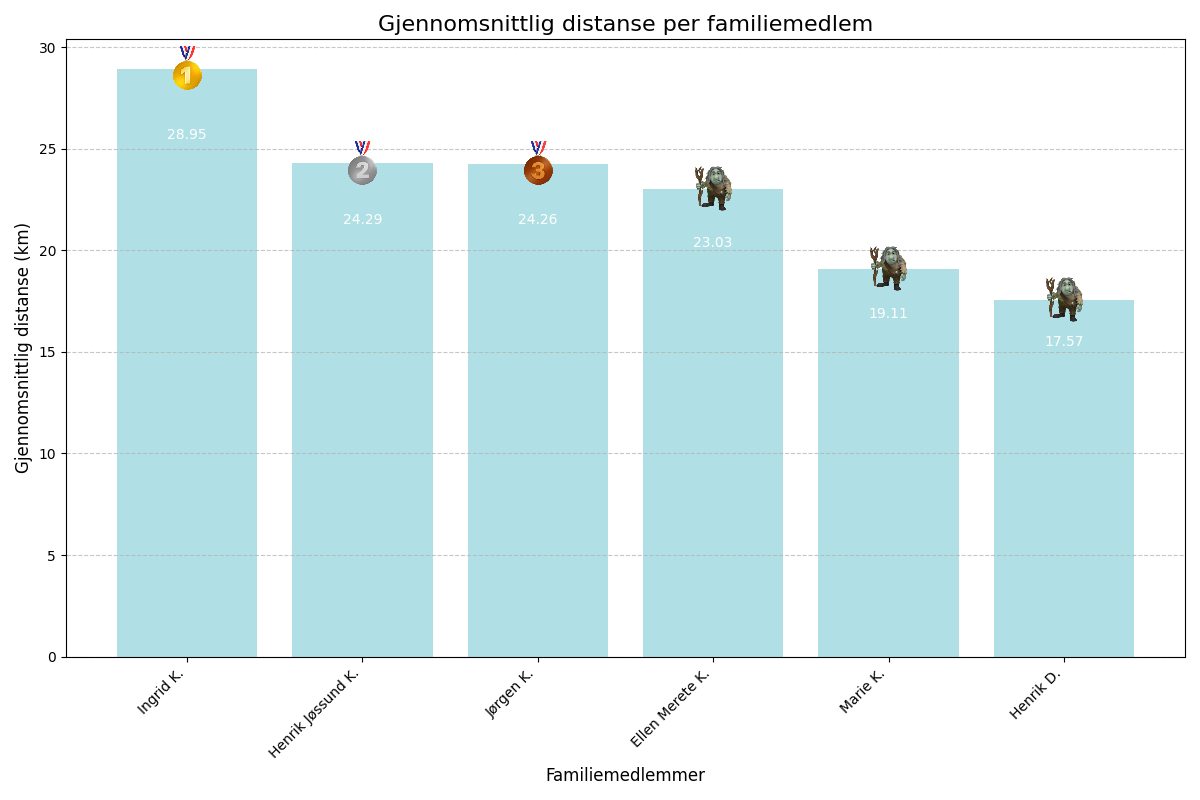 Gjennomsnittlig distanse per familiemedlem
Gjennomsnittlig distanse (km)
30
25
20
15
10
5
0
1
28.95
2
24.29
3
24.26
23.03
19.11
17.57
Ingrid K.
Henrik Jøssund K.
Jørgen K.
Ellen Merete K.
Marie K.
Henrik D.
Familiemedlemmer